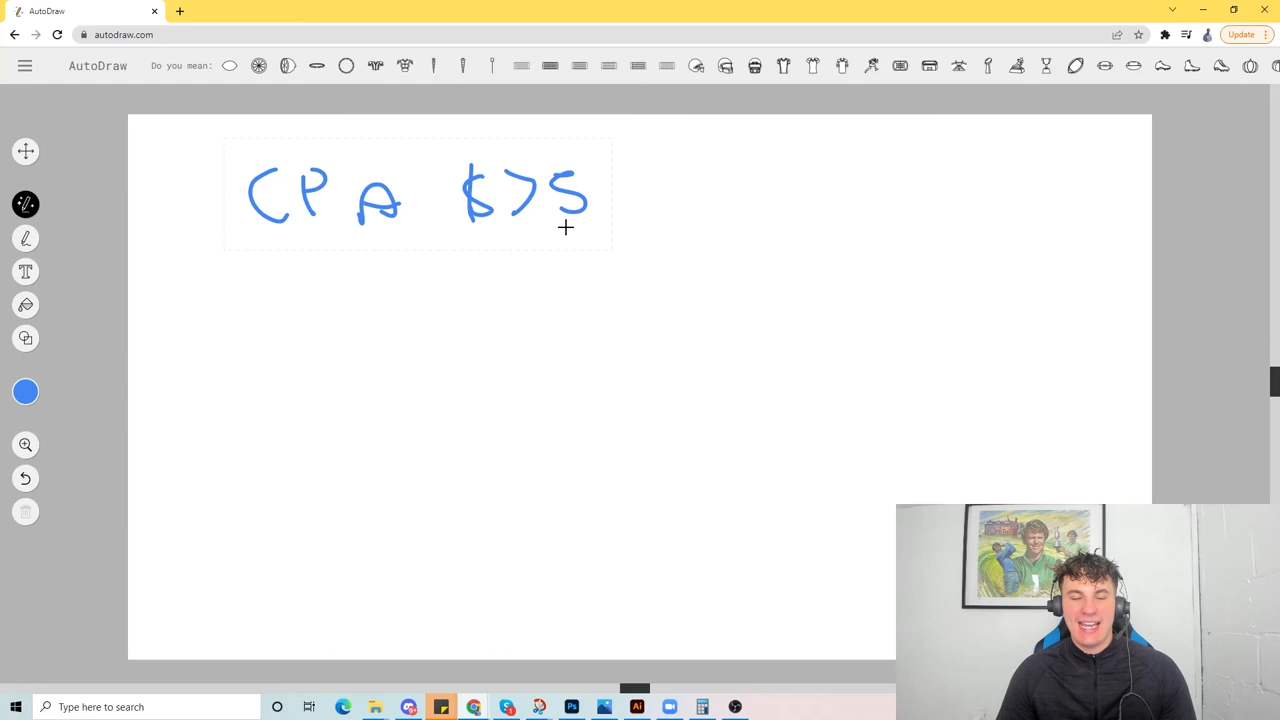 AutoDraw
autodraw.com
Update
AutoDraw
Do you mean:
CPA $75
Type here to search